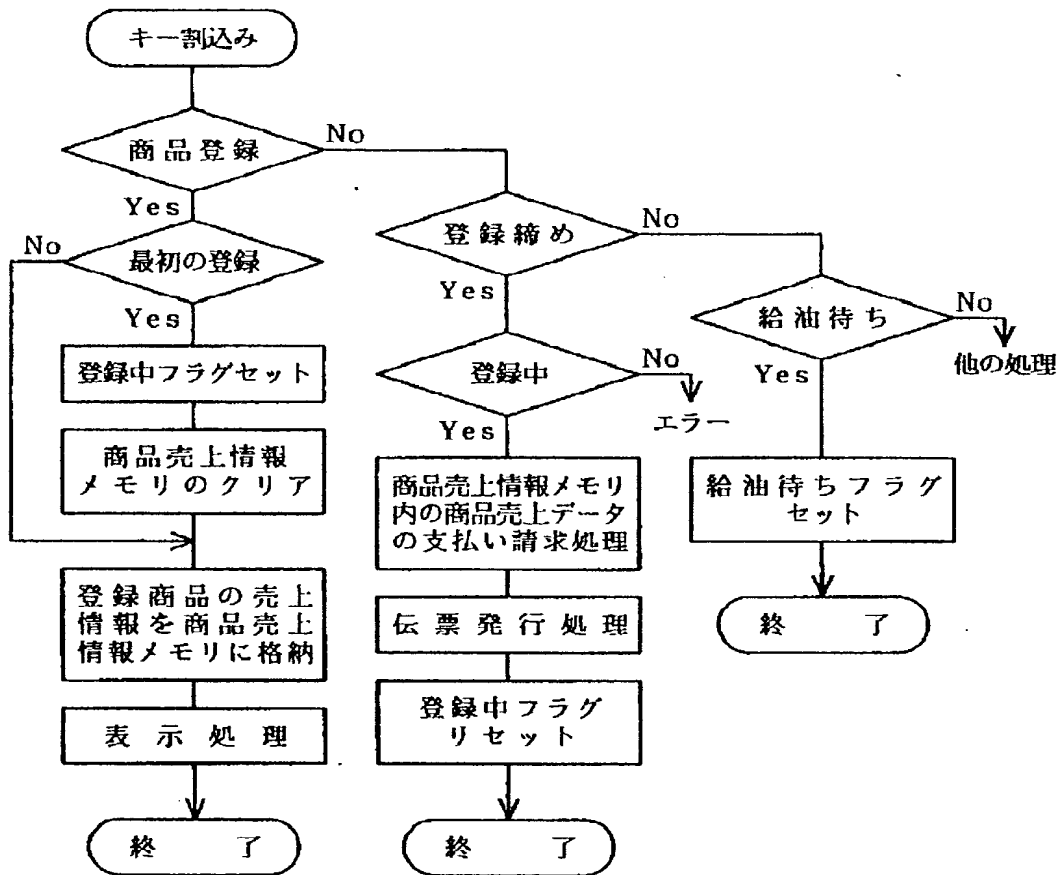 キー割込み
商品登録
No
Yes
最初の登録
No
Yes
登録中フラグセット
商品売上情報
メモリのクリア
登録商品の売上
情報を商品売上
情報メモリに格納
表示処理
終了
登録締め
No
Yes
登録中
No
エラー
Yes
商品売上情報メモリ
内の商品売上データ
の支払い請求処理
伝票発行処理
登録中フラグ
リセット
終了
給油待ち
No
他の処理
Yes
給油待ちフラグ
セット
終了